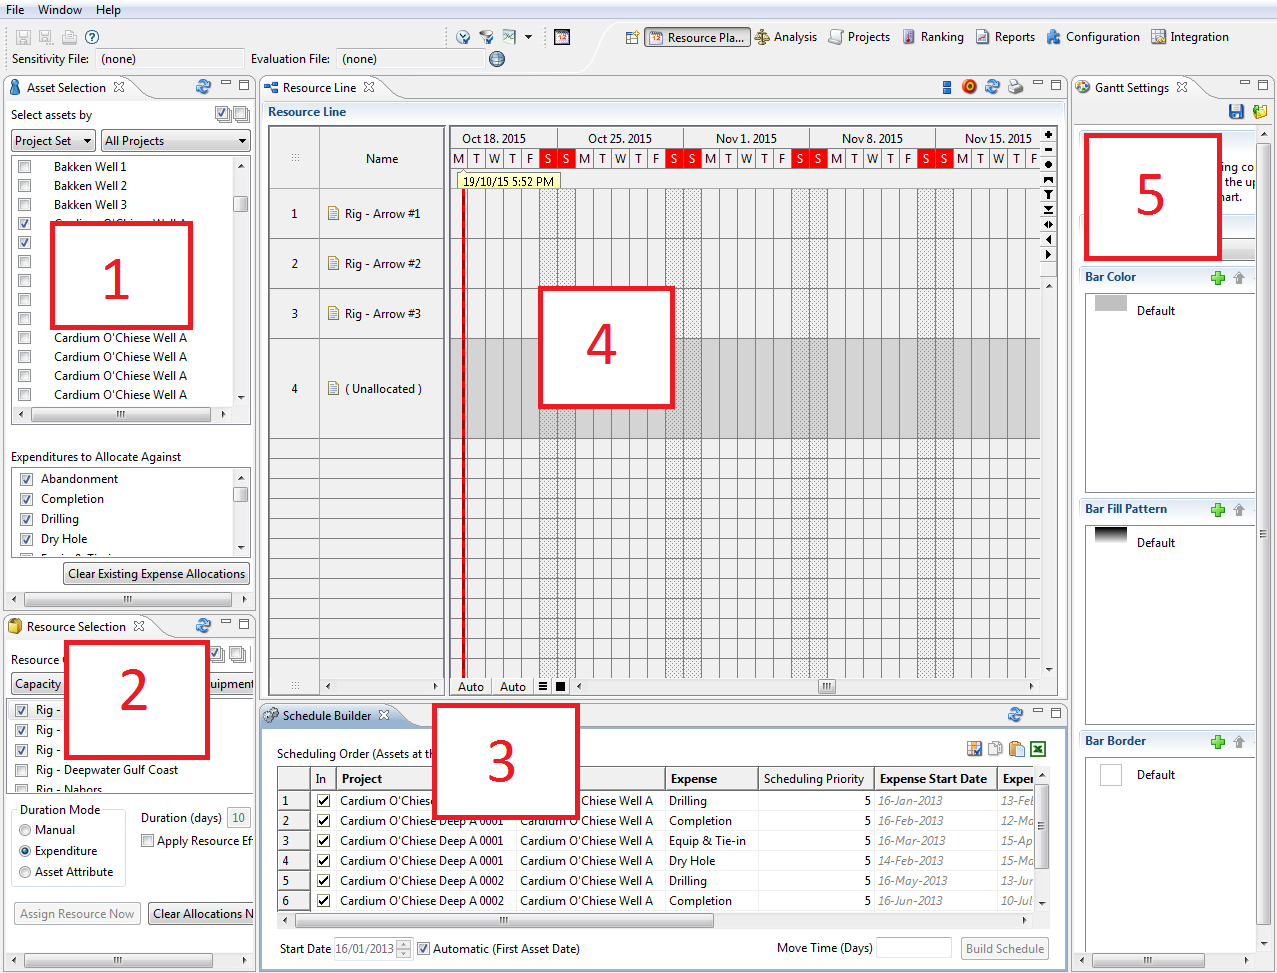 File Window Help
Resource Pla... Analysis Projects Ranking Reports Configuration Integration
Sensitivity File: (none) Evaluation File: (none)
Asset Selection
Select assets by
Project Set All Projects
Bakken Well 1
Bakken Well 2
Bakken Well 3
1
Cardium O'Chiese Well A
Cardium O'Chiese Well A
Cardium O'Chiese Well A
Cardium O'Chiese Well A
Expenditures to Allocate Against
Abandonment
Completion
Drilling
Dry Hole
Clear Existing Expense Allocations
Resource Selection
Resource
Capacity
2
Rig -
Rig -
Rig -
Rig - Deepwater Gulf Coast
Rig - Nabors
Duration Mode
Manual
Expenditure
Asset Attribute
Duration (days) 10
Apply Resource Ef
Assign Resource Now Clear Allocations N
Resource Line
Resource Line
Name
Oct 18. 2015 Oct 25. 2015 Nov 1. 2015 Nov 8. 2015 Nov 15. 2015
M T W T F S S M T W T F S S M T W T F S S M T W T F S S M T W T F
19/10/15 5:52 PM
1 Rig - Arrow #1
2 Rig - Arrow #2
3 Rig - Arrow #3
4 ( Unallocated )
4
Auto Auto
Schedule Builder
Scheduling Order (Assets at th
3
In Project Expense Scheduling Priority Expense Start Date Exper
1 Cardium O'Chies O'Chiese Well A Drilling 5 16-Jan-2013 13-Fe
2 Cardium O'Chiese Deep A 0001 Cardium O'Chiese Well A Completion 5 16-Feb-2013 12-Ma
3 Cardium O'Chiese Deep A 0001 Cardium O'Chiese Well A Equip & Tie-in 5 16-Mar-2013 15-Ap
4 Cardium O'Chiese Deep A 0001 Cardium O'Chiese Well A Dry Hole 5 14-Feb-2013 15-Ma
5 Cardium O'Chiese Deep A 0002 Cardium O'Chiese Well A Drilling 5 16-May-2013 13-Jur
6 Cardium O'Chiese Deep A 0002 Cardium O'Chiese Well A Completion 5 16-Jun-2013 10-Jul
Start Date 16/01/2013 Automatic (First Asset Date) Move Time (Days) Build Schedule
Gantt Settings
5
ing co
the up
hart.
Bar Color
Default
Bar Fill Pattern
Default
Bar Border
Default